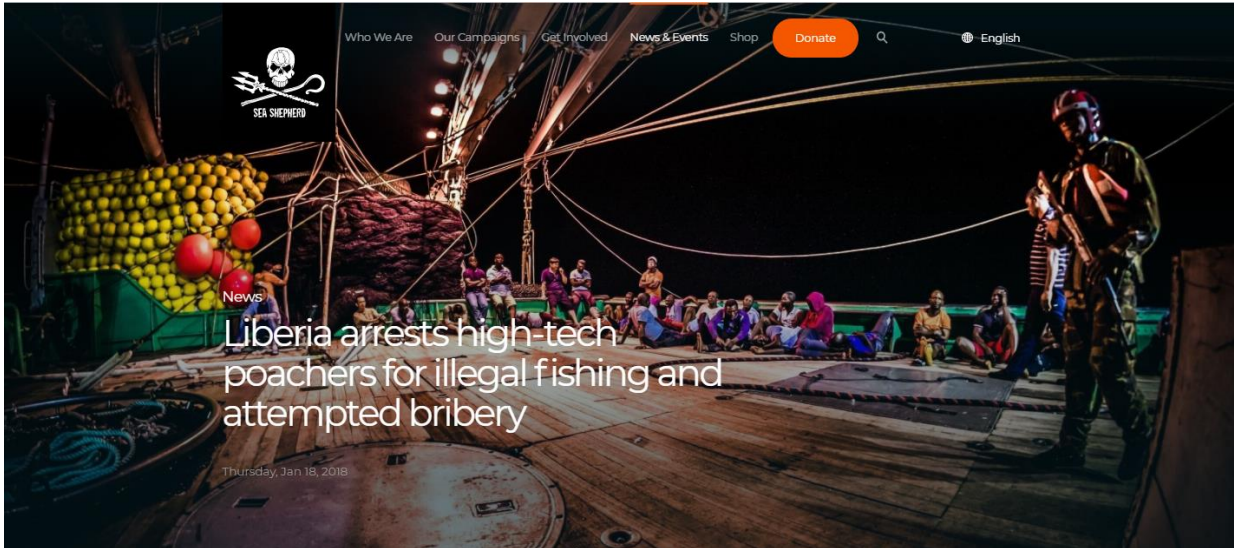 Who We Are Our Campaigns Get Involved News & Events Shop Donate English
SEA SHEPHERD
News
Liberia arrests high-tech
poachers for illegal fishing and
attempted bribery
Thursday, Jan 18, 2018